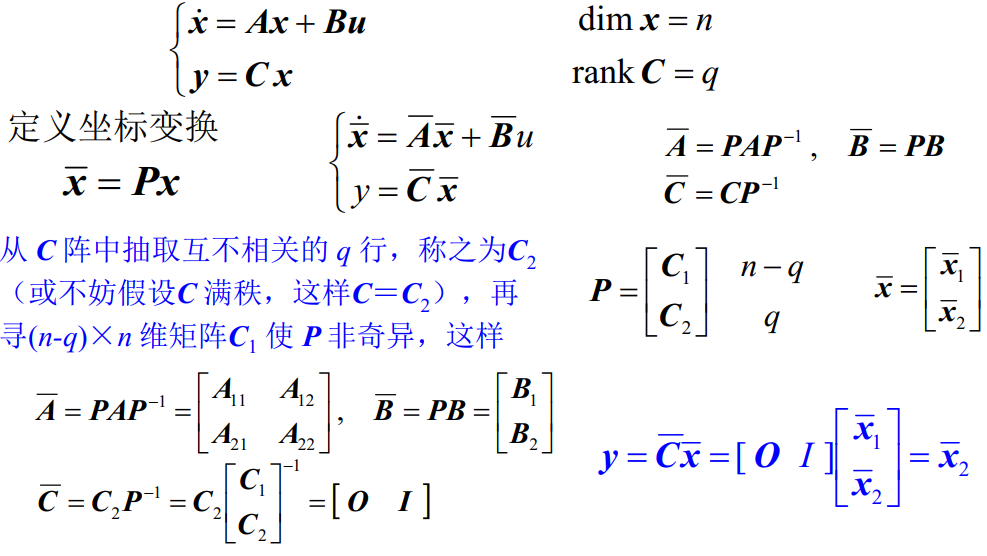 ẋ = Ax + Bu
y = Cx
dim x = n
rank C = q
定义坐标变换
x̄ = Px
x̄̇ = Āx̄ + B̄u
y = C̄x̄
Ā = PAP⁻¹, B̄ = PB
C̄ = CP⁻¹
从 C 阵中抽取互不相关的 q 行，称之为C₂
（或不妨假设C 满秩，这样C＝C₂），再
寻(n-q)×n 维矩阵C₁ 使 P 非奇异，这样
P = [C₁; C₂] n − q, q
x̄ = [x̄₁; x̄₂]
Ā = PAP⁻¹ = [A₁₁ A₁₂; A₂₁ A₂₂], B̄ = PB = [B₁; B₂]
C̄ = C₂P⁻¹ = C₂[C₁; C₂]⁻¹ = [O I]
y = C̄x̄ = [O I][x̄₁; x̄₂] = x̄₂